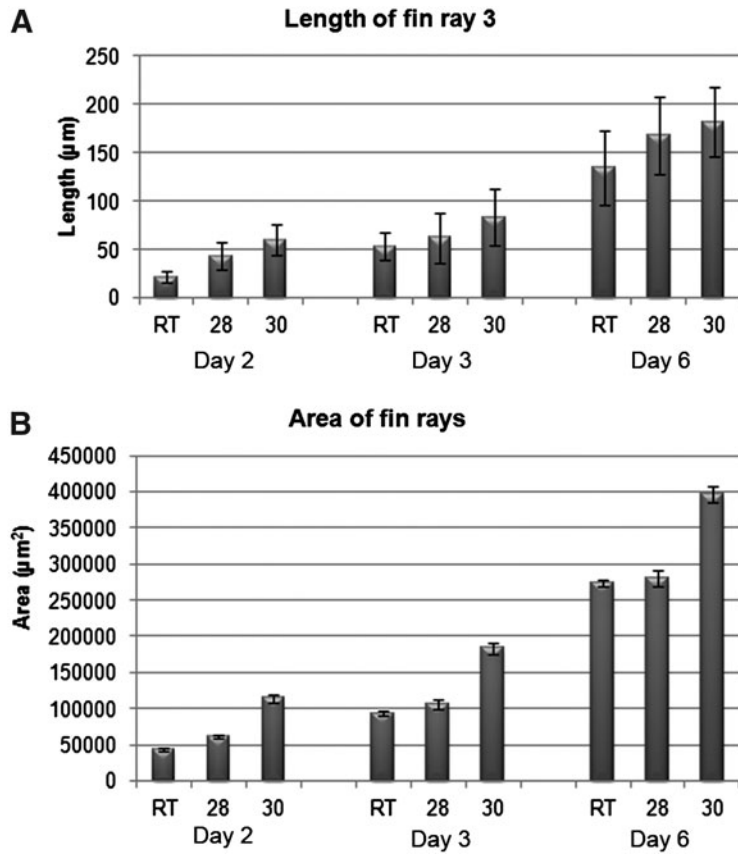 A
Length of fin ray 3
Length (µm)
250
200
150
100
50
0
RT 28 30 RT 28 30 RT 28 30
Day 2 Day 3 Day 6
B
Area of fin rays
Area (µm²)
450000
400000
350000
300000
250000
200000
150000
100000
50000
0
RT 28 30 RT 28 30 RT 28 30
Day 2 Day 3 Day 6